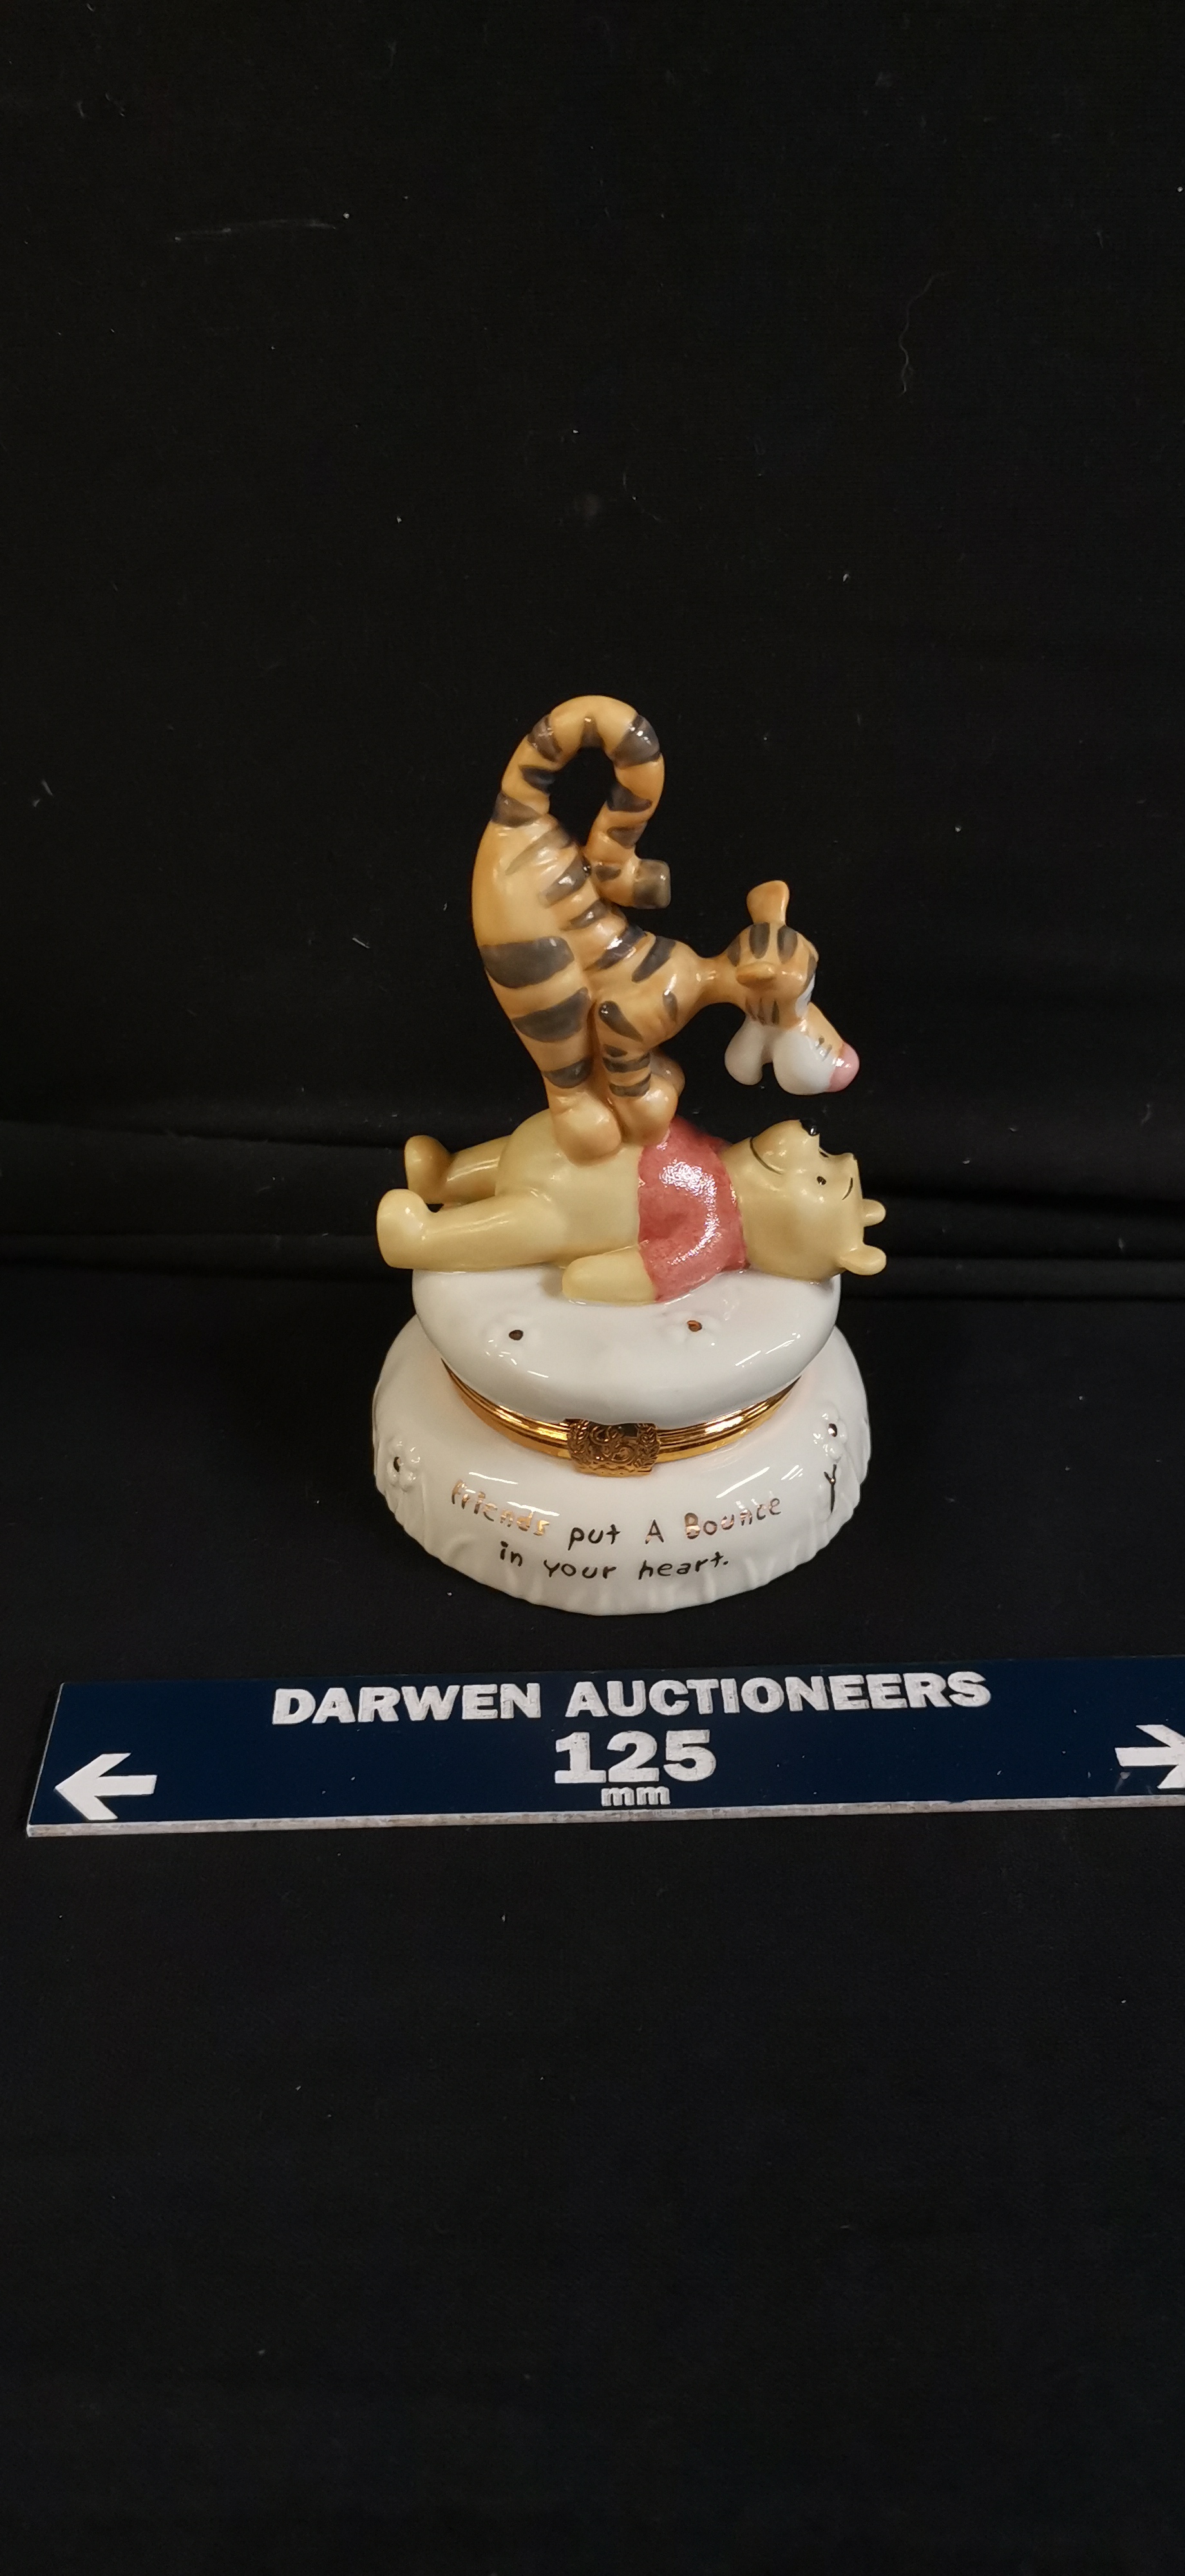 Friends put A Bounce
in your heart.
DARWEN AUCTIONEERS
125
mm